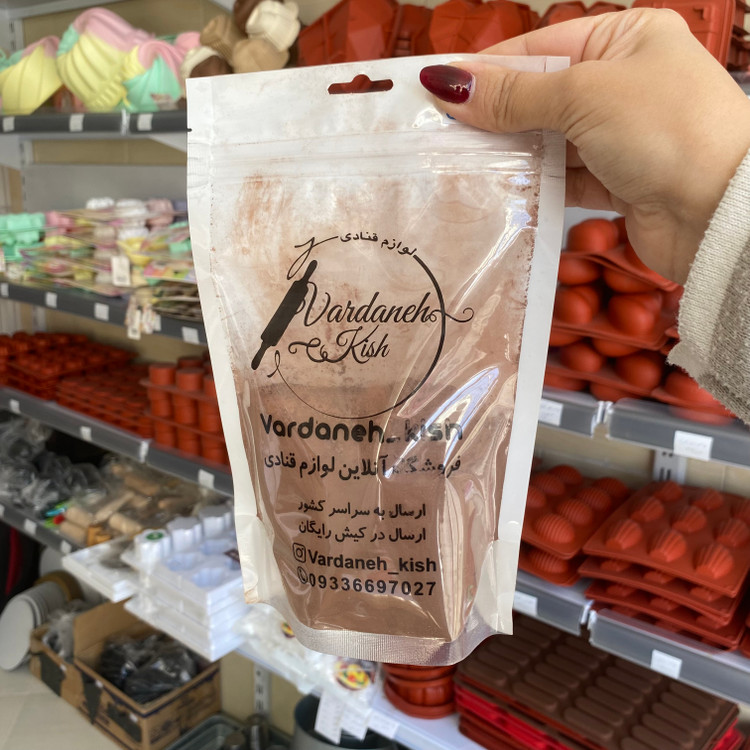 لوازم قنادی
Vardaneh
Kish
Vardaneh_kish
فروشگاه آنلاین لوازم قنادی
ارسال به سراسر کشور
ارسال در کیش رایگان
Vardaneh_kish
09336697027